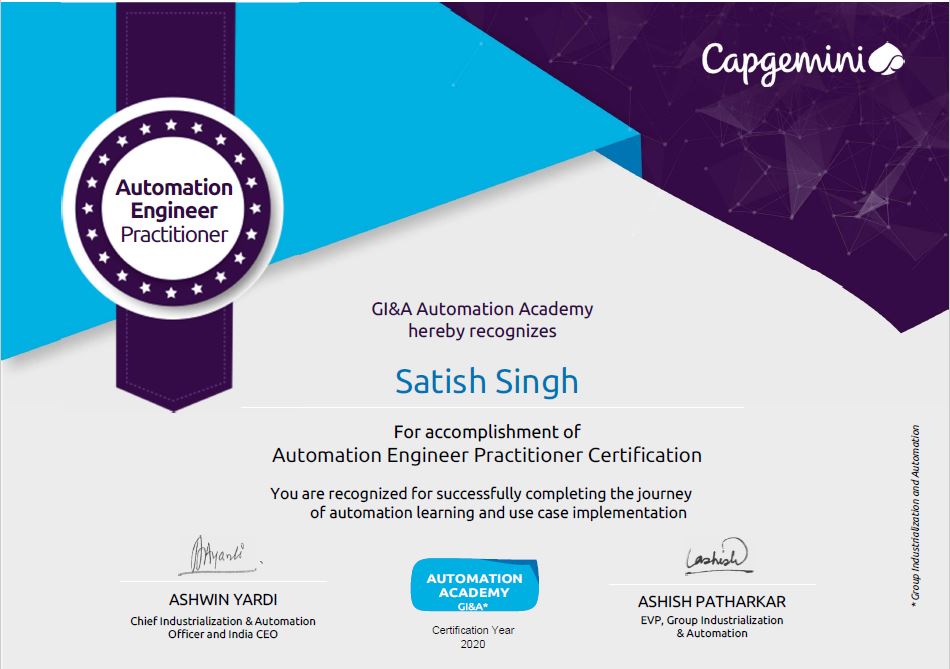 Capgemini
Automation
Engineer
Practitioner
GI&A Automation Academy
hereby recognizes
Satish Singh
For accomplishment of
Automation Engineer Practitioner Certification
You are recognized for successfully completing the journey
of automation learning and use case implementation
ASHWIN YARDI
Chief Industrialization & Automation
Officer and India CEO
AUTOMATION
ACADEMY
GI&A*
Certification Year
2020
ASHISH PATHARKAR
EVP, Group Industrialization
& Automation
* Group Industrialization and Automation